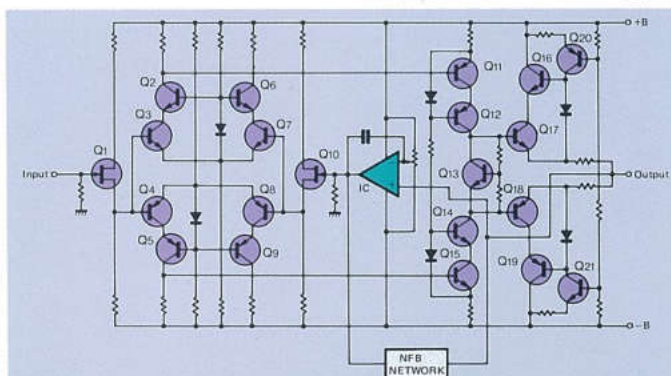 +B
Q20
Q2
Q6
Q11
Q16
Q3
Q7
Q12
Q17
Q1
Q10
Q13
Input
IC
Output
Q4
Q8
Q14
Q18
Q5
Q9
Q15
Q19
Q21
-B
NFB
NETWORK